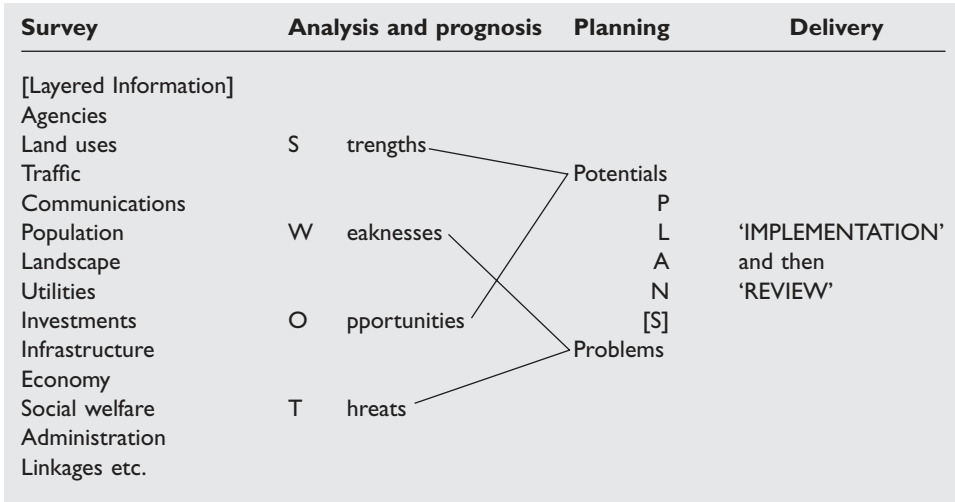 Survey Analysis and prognosis Planning Delivery
[Layered Information]
Agencies
Land uses S trengths
Traffic Potentials
Communications P
Population W eaknesses L ‘IMPLEMENTATION’
Landscape A and then
Utilities N ‘REVIEW’
Investments O pportunities [S]
Infrastructure Problems
Economy
Social welfare T hreats
Administration
Linkages etc.